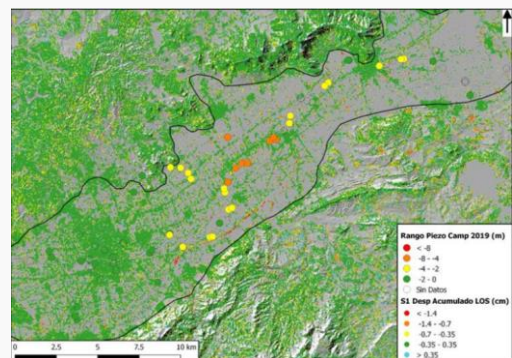 Rango Piezo Camp 2019 (m)
< -8
-8 - -4
-4 - -2
-2 - 0
Sin Datos
S1 Desp Acumulado LOS (cm)
< -1.4
-1.4 - -0.7
-0.7 - -0.35
-0.35 - 0.35
> 0.35
0 2.5 5 7.5 10 km